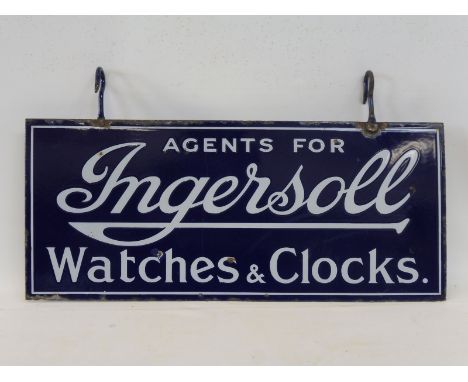 AGENTS FOR
Ingersoll
Watches & Clocks.